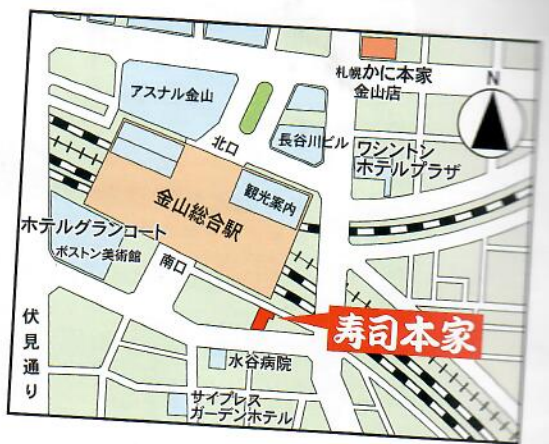 札幌かに本家
金山店
N
アスナル金山
北口
長谷川ビル
ワシントン
ホテルプラザ
観光案内
金山総合駅
ホテルグランコート
ボストン美術館
南口
寿司本家
伏見通り
水谷病院
サイプレス
ガーデンホテル